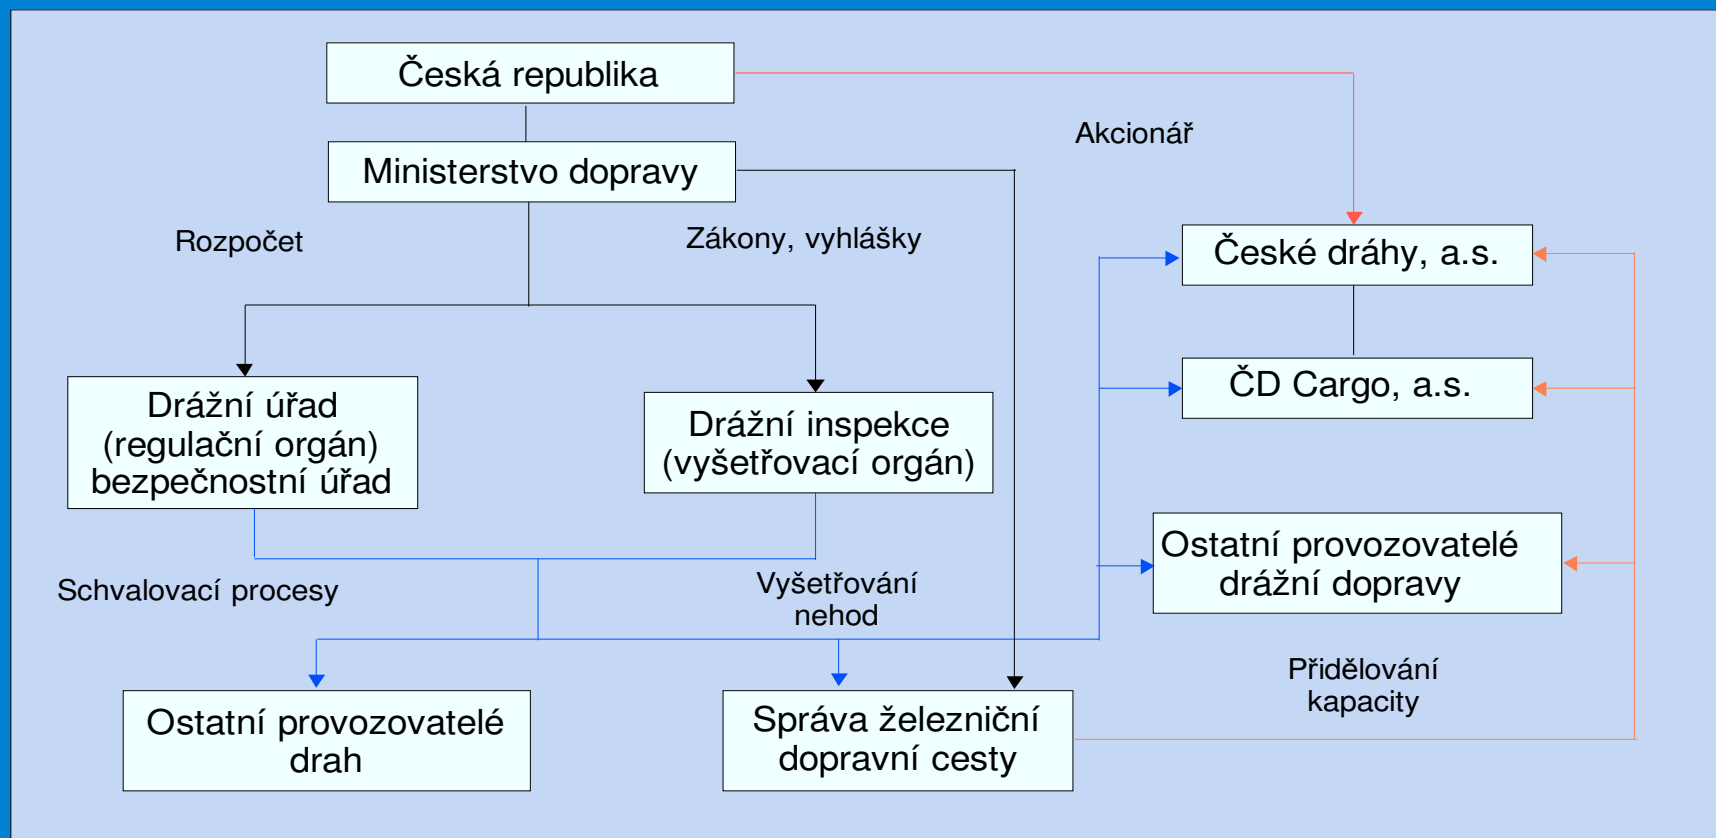 Česká republika
Akcionář
Ministerstvo dopravy
Rozpočet
Zákony, vyhlášky
České dráhy, a.s.
ČD Cargo, a.s.
Drážní úřad
(regulační orgán)
bezpečnostní úřad
Drážní inspekce
(vyšetřovací orgán)
Ostatní provozovatelé
drážní dopravy
Schvalovací procesy
Vyšetřování
nehod
Přidělování
kapacity
Ostatní provozovatelé
drah
Správa železniční
dopravní cesty